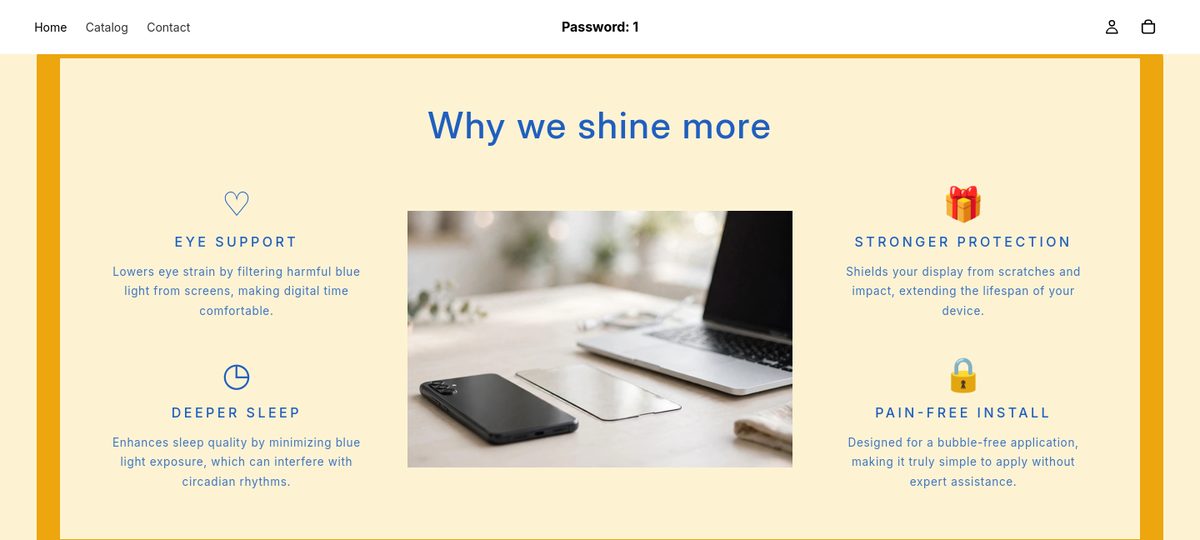 Home Catalog Contact
Password: 1
Why we shine more
EYE SUPPORT
Lowers eye strain by filtering harmful blue
light from screens, making digital time
comfortable.
DEEPER SLEEP
Enhances sleep quality by minimizing blue
light exposure, which can interfere with
circadian rhythms.
STRONGER PROTECTION
Shields your display from scratches and
impact, extending the lifespan of your
device.
PAIN-FREE INSTALL
Designed for a bubble-free application,
making it truly simple to apply without
expert assistance.